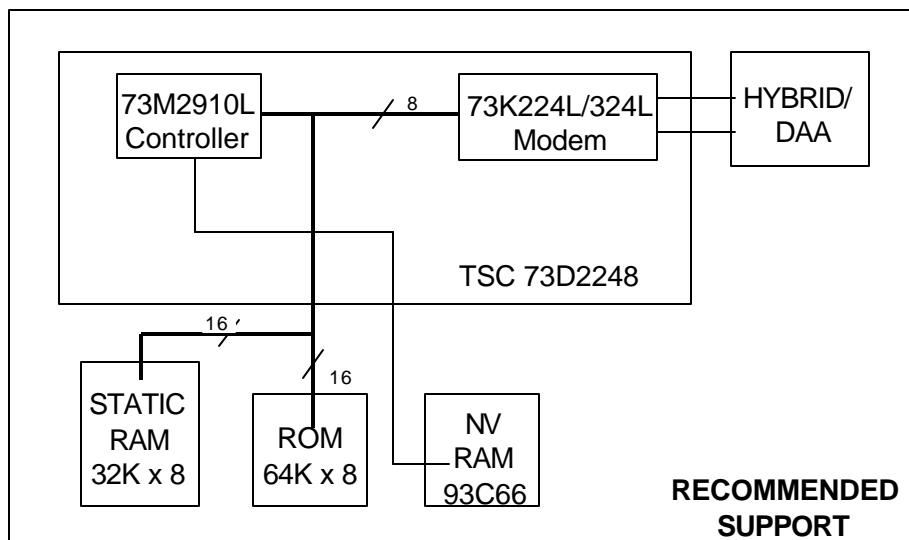 73M2910L
Controller
8
73K224L/324L
Modem
HYBRID/
DAA
TSC 73D2248
16
16
STATIC
RAM
32K x 8
ROM
64K x 8
NV
RAM
93C66
RECOMMENDED
SUPPORT